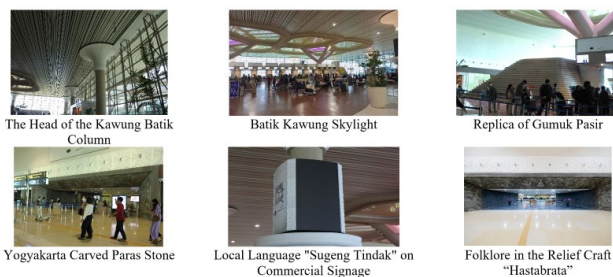 The Head of the Kawung Batik
Column
Batik Kawung Skylight
Replica of Gumuk Pasir
Yogyakarta Carved Paras Stone
Local Language "Sugeng Tindak" on
Commercial Signage
Folklore in the Relief Craft
“Hastabrata”